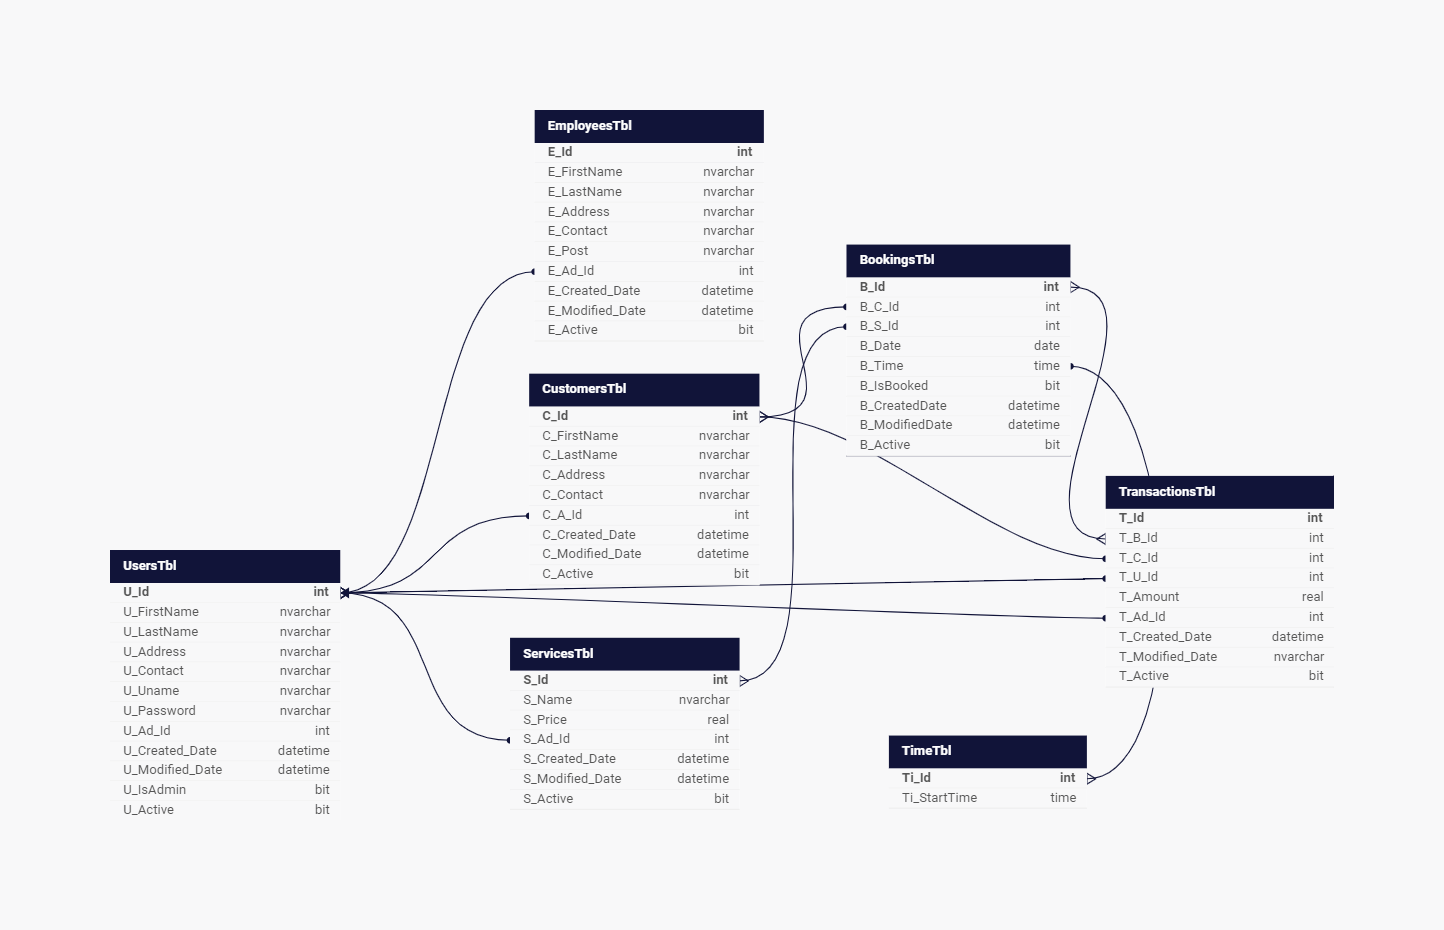 EmployeesTbl
E_Id int
E_FirstName nvarchar
E_LastName nvarchar
E_Address nvarchar
E_Contact nvarchar
E_Post nvarchar
E_Ad_Id int
E_Created_Date datetime
E_Modified_Date datetime
E_Active bit
BookingsTbl
B_Id int
B_C_Id int
B_S_Id int
B_Date date
B_Time time
B_IsBooked bit
B_CreatedDate datetime
B_ModifiedDate datetime
B_Active bit
CustomersTbl
C_Id int
C_FirstName nvarchar
C_LastName nvarchar
C_Address nvarchar
C_Contact nvarchar
C_A_Id int
C_Created_Date datetime
C_Modified_Date datetime
C_Active bit
TransactionsTbl
T_Id int
T_B_Id int
T_C_Id int
T_U_Id int
T_Amount real
T_Ad_Id int
T_Created_Date datetime
T_Modified_Date nvarchar
T_Active bit
UsersTbl
U_Id int
U_FirstName nvarchar
U_LastName nvarchar
U_Address nvarchar
U_Contact nvarchar
U_Uname nvarchar
U_Password nvarchar
U_Ad_Id int
U_Created_Date datetime
U_Modified_Date datetime
U_IsAdmin bit
U_Active bit
ServicesTbl
S_Id int
S_Name nvarchar
S_Price real
S_Ad_Id int
S_Created_Date datetime
S_Modified_Date datetime
S_Active bit
TimeTbl
Ti_Id int
Ti_StartTime time